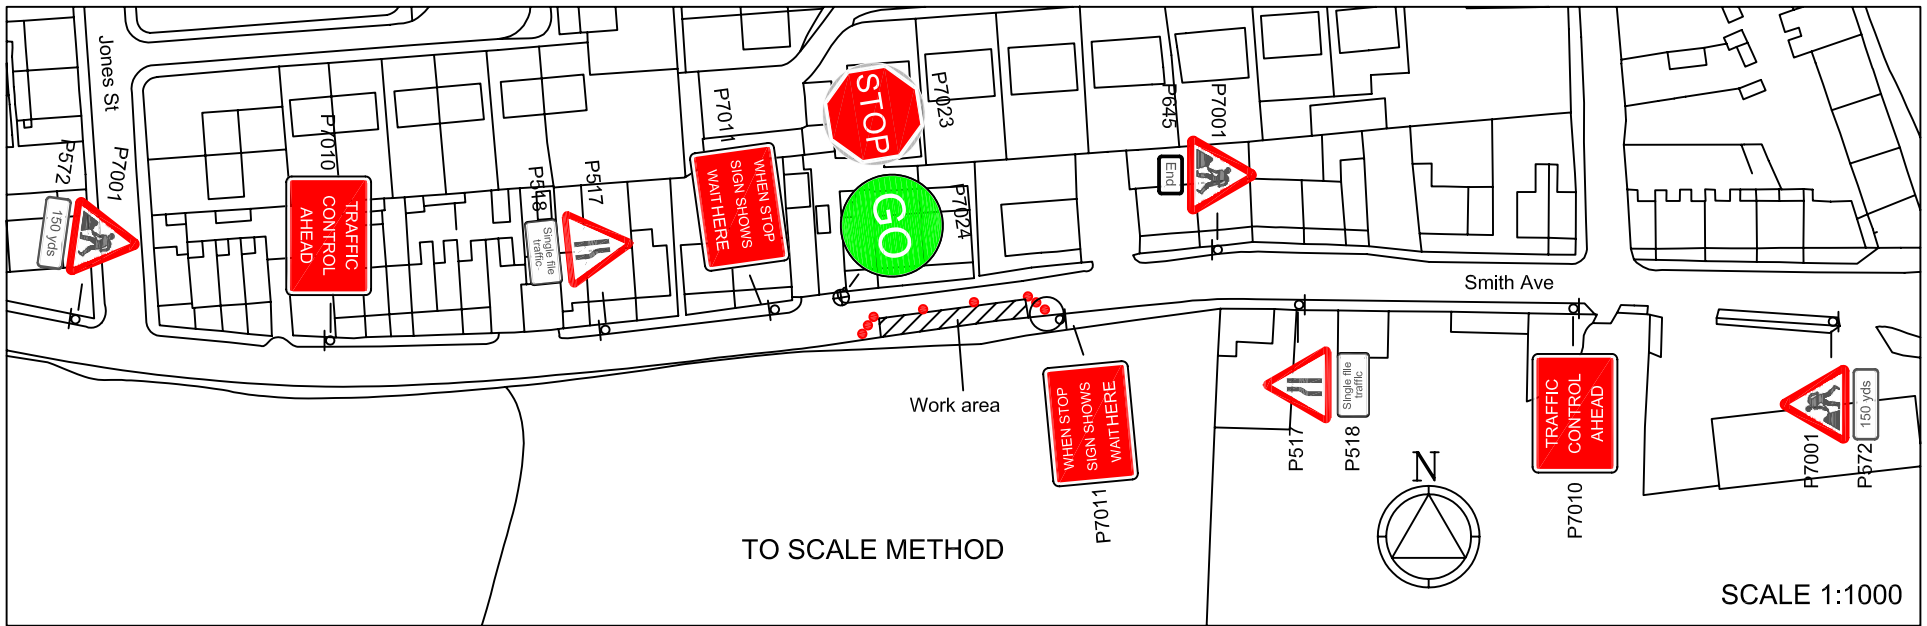 Jones St
P572
P7001
150 yds
P7010
TRAFFIC
CONTROL
AHEAD
P518
P517
Single file
traffic
P7011
WHEN STOP
SIGN SHOWS
WAIT HERE
STOP
P7023
GO
P7024
P645
P7001
End
Smith Ave
Work area
WHEN STOP
SIGN SHOWS
WAIT HERE
P7011
Single file
traffic
P517
P518
TRAFFIC
CONTROL
AHEAD
P7010
150 yds
P7001
P572
N
TO SCALE METHOD
SCALE 1:1000